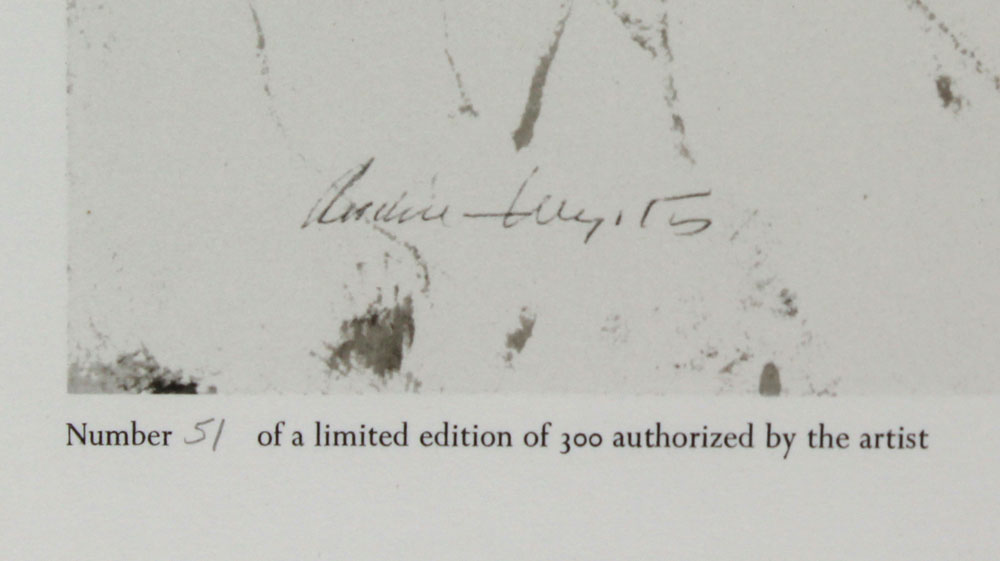 Number 51 of a limited edition of 300 authorized by the artist